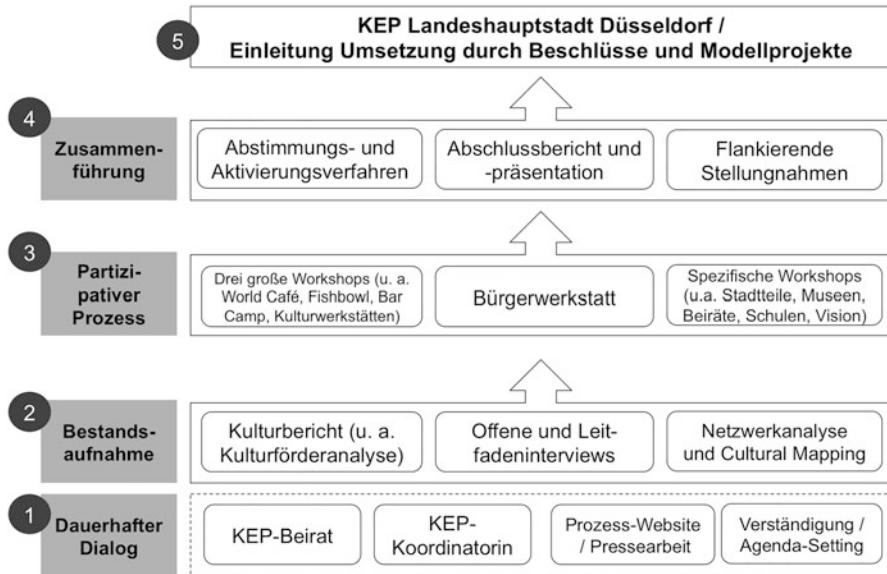 5
KEP Landeshauptstadt Düsseldorf /
Einleitung Umsetzung durch Beschlüsse und Modellprojekte
4
Zusammen-
führung
Abstimmungs- und
Aktivierungsverfahren
Abschlussbericht und
-präsentation
Flankierende
Stellungnahmen
3
Partizi-
pativer
Prozess
Drei große Workshops (u. a.
World Café, Fishbowl, Bar
Camp, Kulturwerkstätten)
Bürgerwerkstatt
Spezifische Workshops
(u.a. Stadtteile, Museen,
Beiräte, Schulen, Vision)
2
Bestands-
aufnahme
Kulturbericht (u. a.
Kulturförderanalyse)
Offene und Leit-
fadeninterviews
Netzwerkanalyse
und Cultural Mapping
1
Dauerhafter
Dialog
KEP-Beirat
KEP-
Koordinatorin
Prozess-Website
/ Pressearbeit
Verständigung /
Agenda-Setting